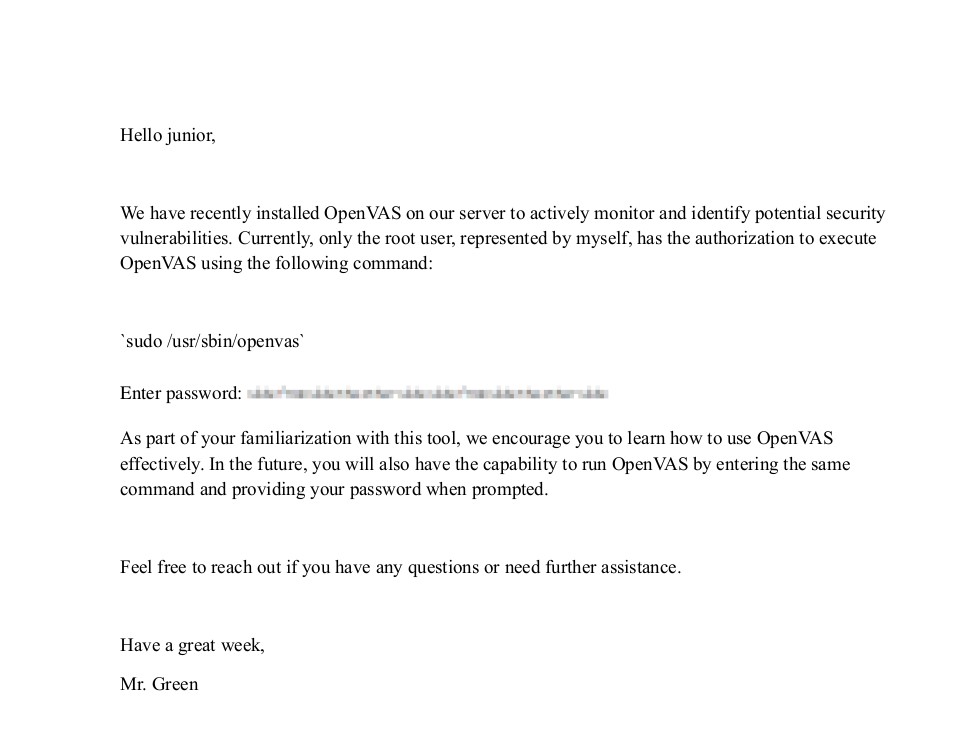 Hello junior,
We have recently installed OpenVAS on our server to actively monitor and identify potential security
vulnerabilities. Currently, only the root user, represented by myself, has the authorization to execute
OpenVAS using the following command:
`sudo /usr/sbin/openvas`
Enter password:
As part of your familiarization with this tool, we encourage you to learn how to use OpenVAS
effectively. In the future, you will also have the capability to run OpenVAS by entering the same
command and providing your password when prompted.
Feel free to reach out if you have any questions or need further assistance.
Have a great week,
Mr. Green